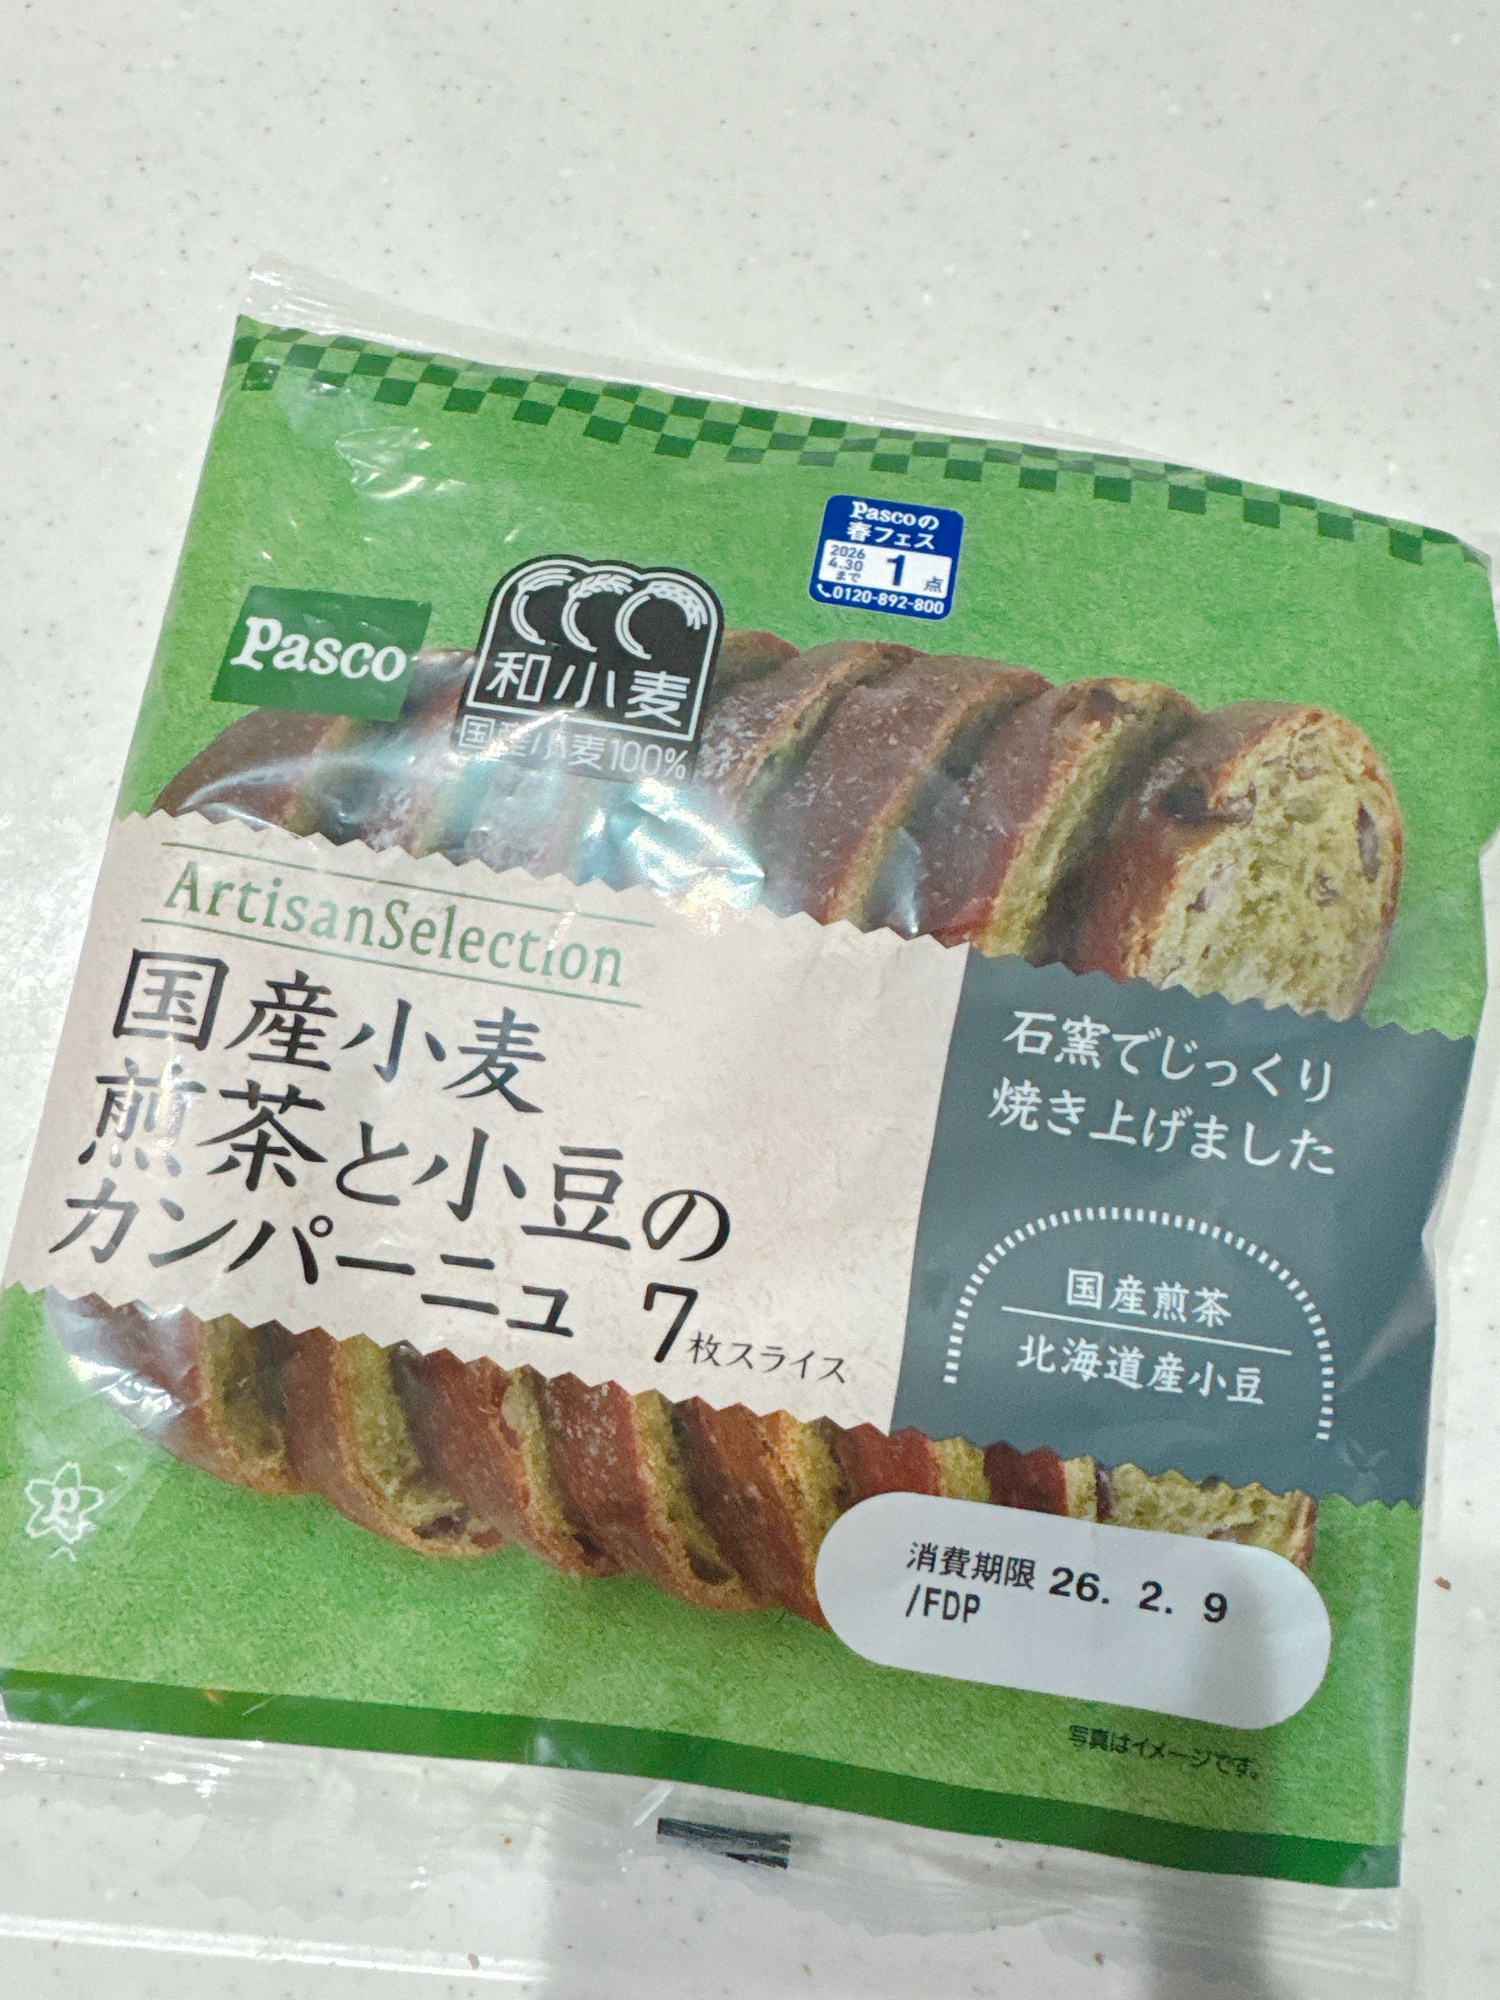 Pascoの
春フェス
2026
4.30
まで
1点
0120-892-800
Pasco
和小麦
国産小麦100%
ArtisanSelection
国産小麦
煎茶と小豆の
カンパーニュ 7枚スライス
石窯でじっくり
焼き上げました
国産煎茶
北海道産小豆
P
消費期限 26. 2. 9
/FDP
写真はイメージです。